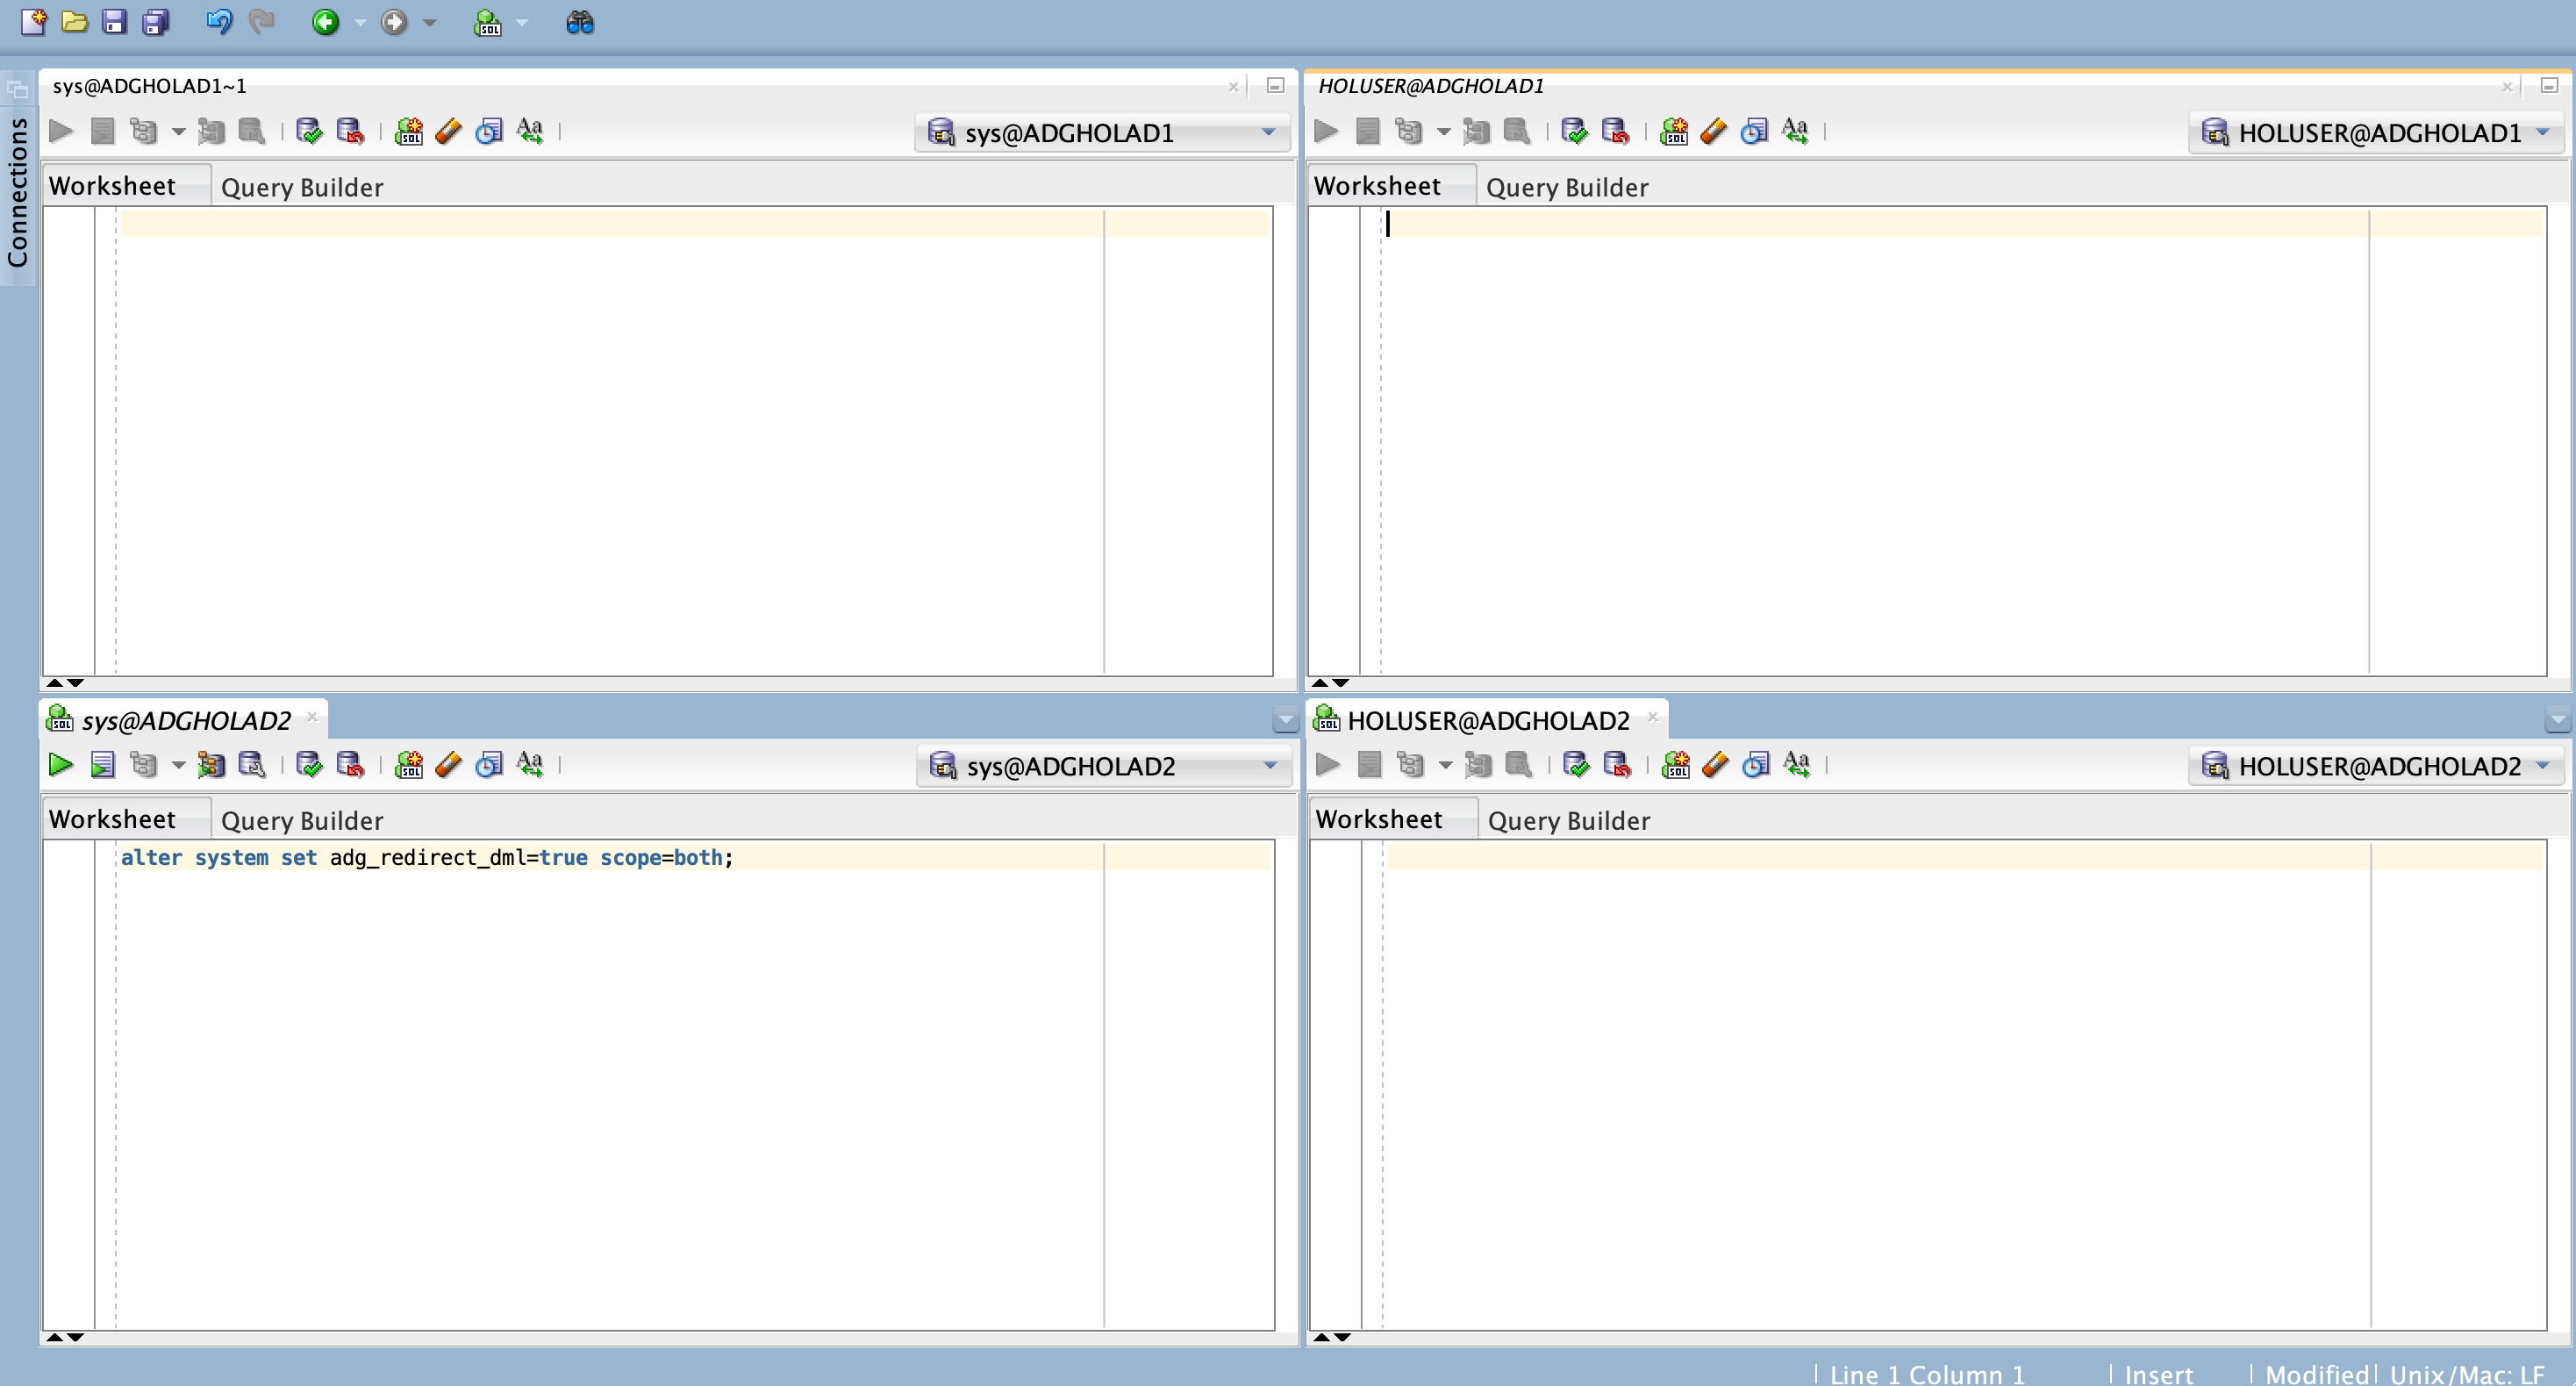 Connections
sys@ADGHOLAD1~1
sys@ADGHOLAD1
Worksheet Query Builder
HOLUSER@ADGHOLAD1
HOLUSER@ADGHOLAD1
Worksheet Query Builder
sys@ADGHOLAD2
sys@ADGHOLAD2
Worksheet Query Builder
alter system set adg_redirect_dml=true scope=both;
HOLUSER@ADGHOLAD2
HOLUSER@ADGHOLAD2
Worksheet Query Builder
Line 1 Column 1 Insert Modified Unix/Mac: LF